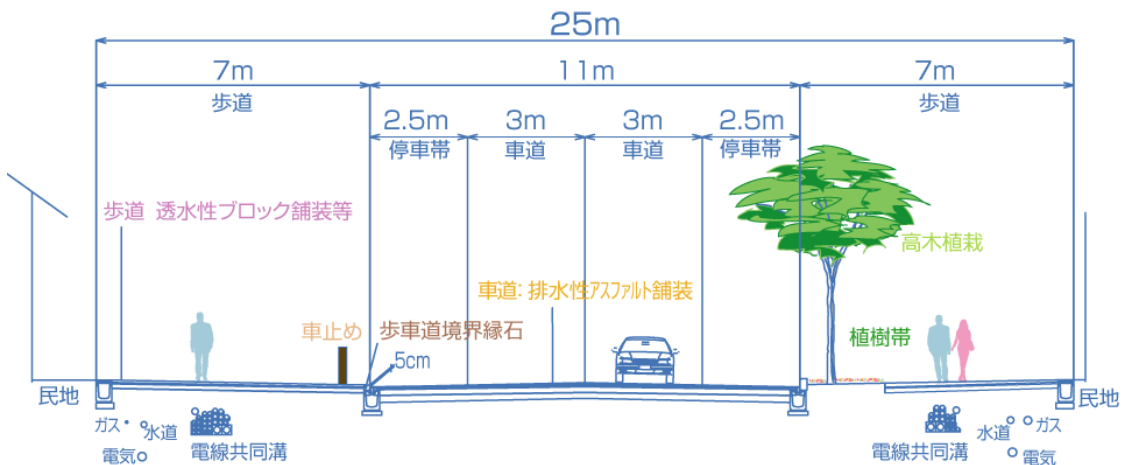 25m
7m
11m
7m
歩道
歩道
2.5m
3m
3m
2.5m
停車帯
車道
車道
停車帯
歩道 透水性ブロック舗装等
高木植栽
車道：排水性アスファルト舗装
車止め
歩車道境界縁石
植樹帯
5cm
民地
民地
ガス
水道
電線共同溝
電気
電線共同溝
水道
ガス
電気